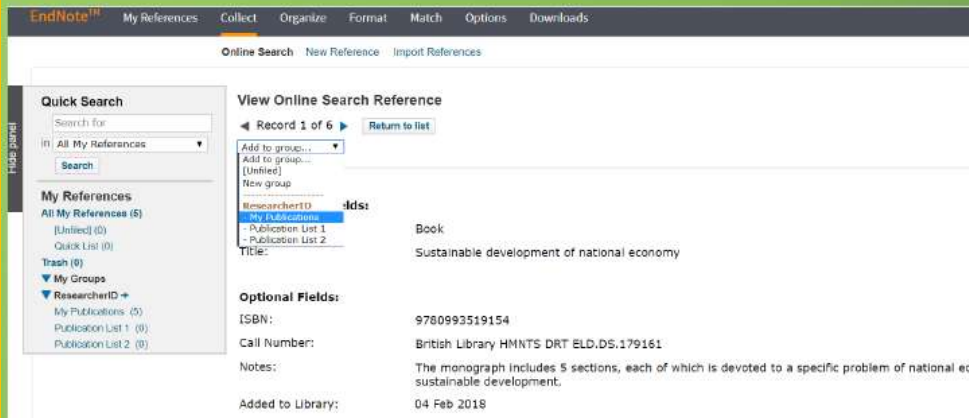 EndNote™ My References Collect Organize Format Match Options Downloads
Online Search New Reference Import References
Hide panel
Quick Search
Search for
in All My References
Search
My References
All My References (5)
[Unfiled] (0)
Quick List (0)
Trash (0)
My Groups
ResearcherID
My Publications (5)
Publication List 1 (0)
Publication List 2 (0)
View Online Search Reference
Record 1 of 6 Return to list
Add to group...
Add to group...
[Unfiled]
New group
--------------------
ResearcherID
- My Publications
- Publication List 1
- Publication List 2
elds:
Book
Title: Sustainable development of national economy
Optional Fields:
ISBN: 9780993519154
Call Number: British Library HMNTS DRT ELD.DS.179161
Notes: The monograph includes 5 sections, each of which is devoted to a specific problem of national ec
sustainable development.
Added to Library: 04 Feb 2018